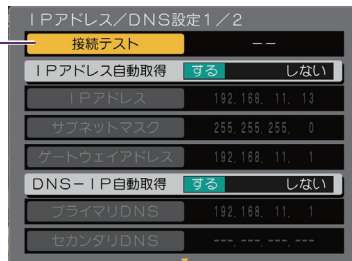 IPアドレス/DNS設定1/2
接続テスト --
IPアドレス自動取得 する しない
IPアドレス 192.168. 11. 13
サブネットマスク 255.255.255. 0
ゲートウェイアドレス 192.168. 11. 1
DNS-IP自動取得 する しない
プライマリDNS 192.168. 11. 1
セカンダリDNS ---.---.---.---